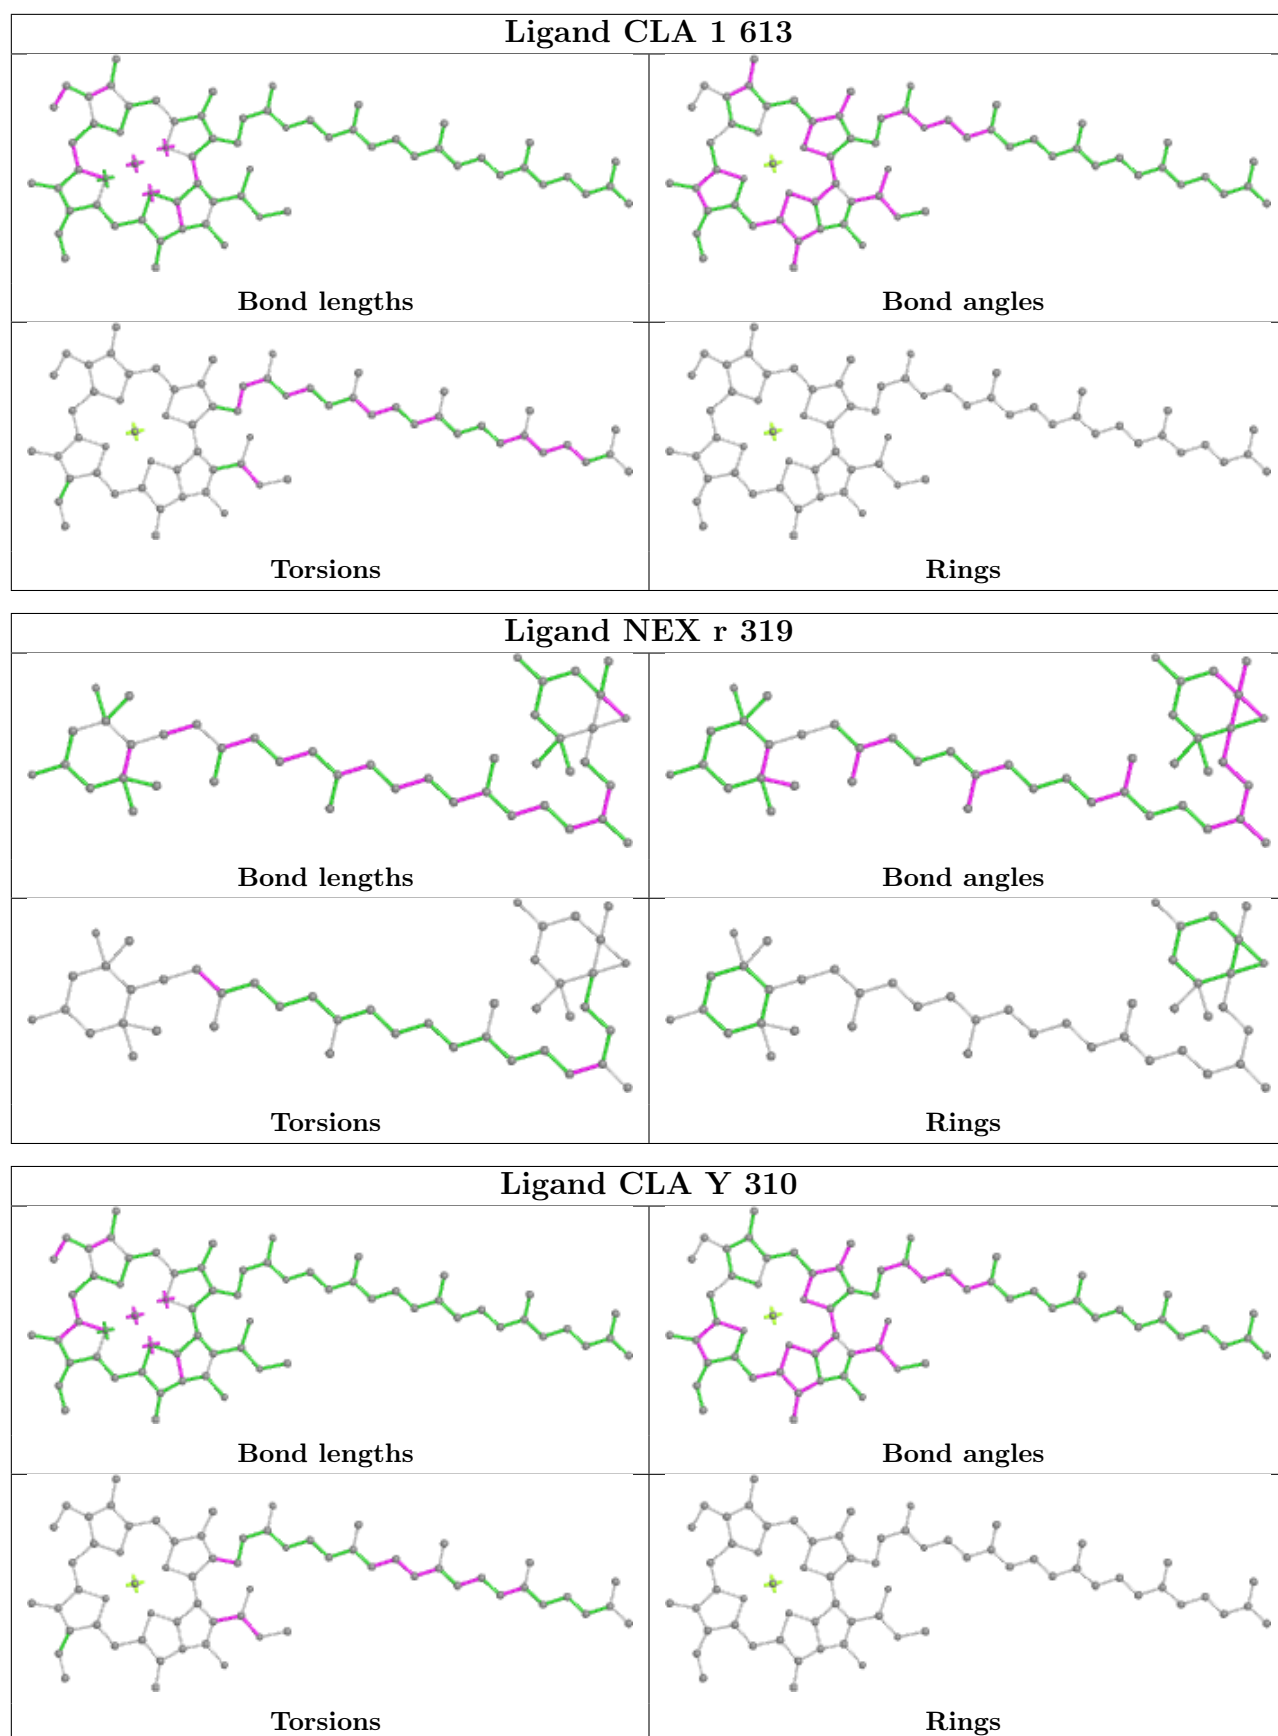 Ligand CLA 1 613
Bond lengths
Bond angles
Torsions
Rings
Ligand NEX r 319
Bond lengths
Bond angles
Torsions
Rings
Ligand CLA Y 310
Bond lengths
Bond angles
Torsions
Rings